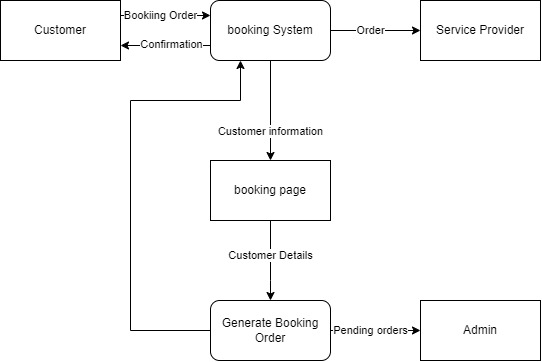 Customer
Bookiing Order
booking System
Order
Service Provider
Confirmation
Customer information
booking page
Customer Details
Generate Booking
Order
Pending orders
Admin